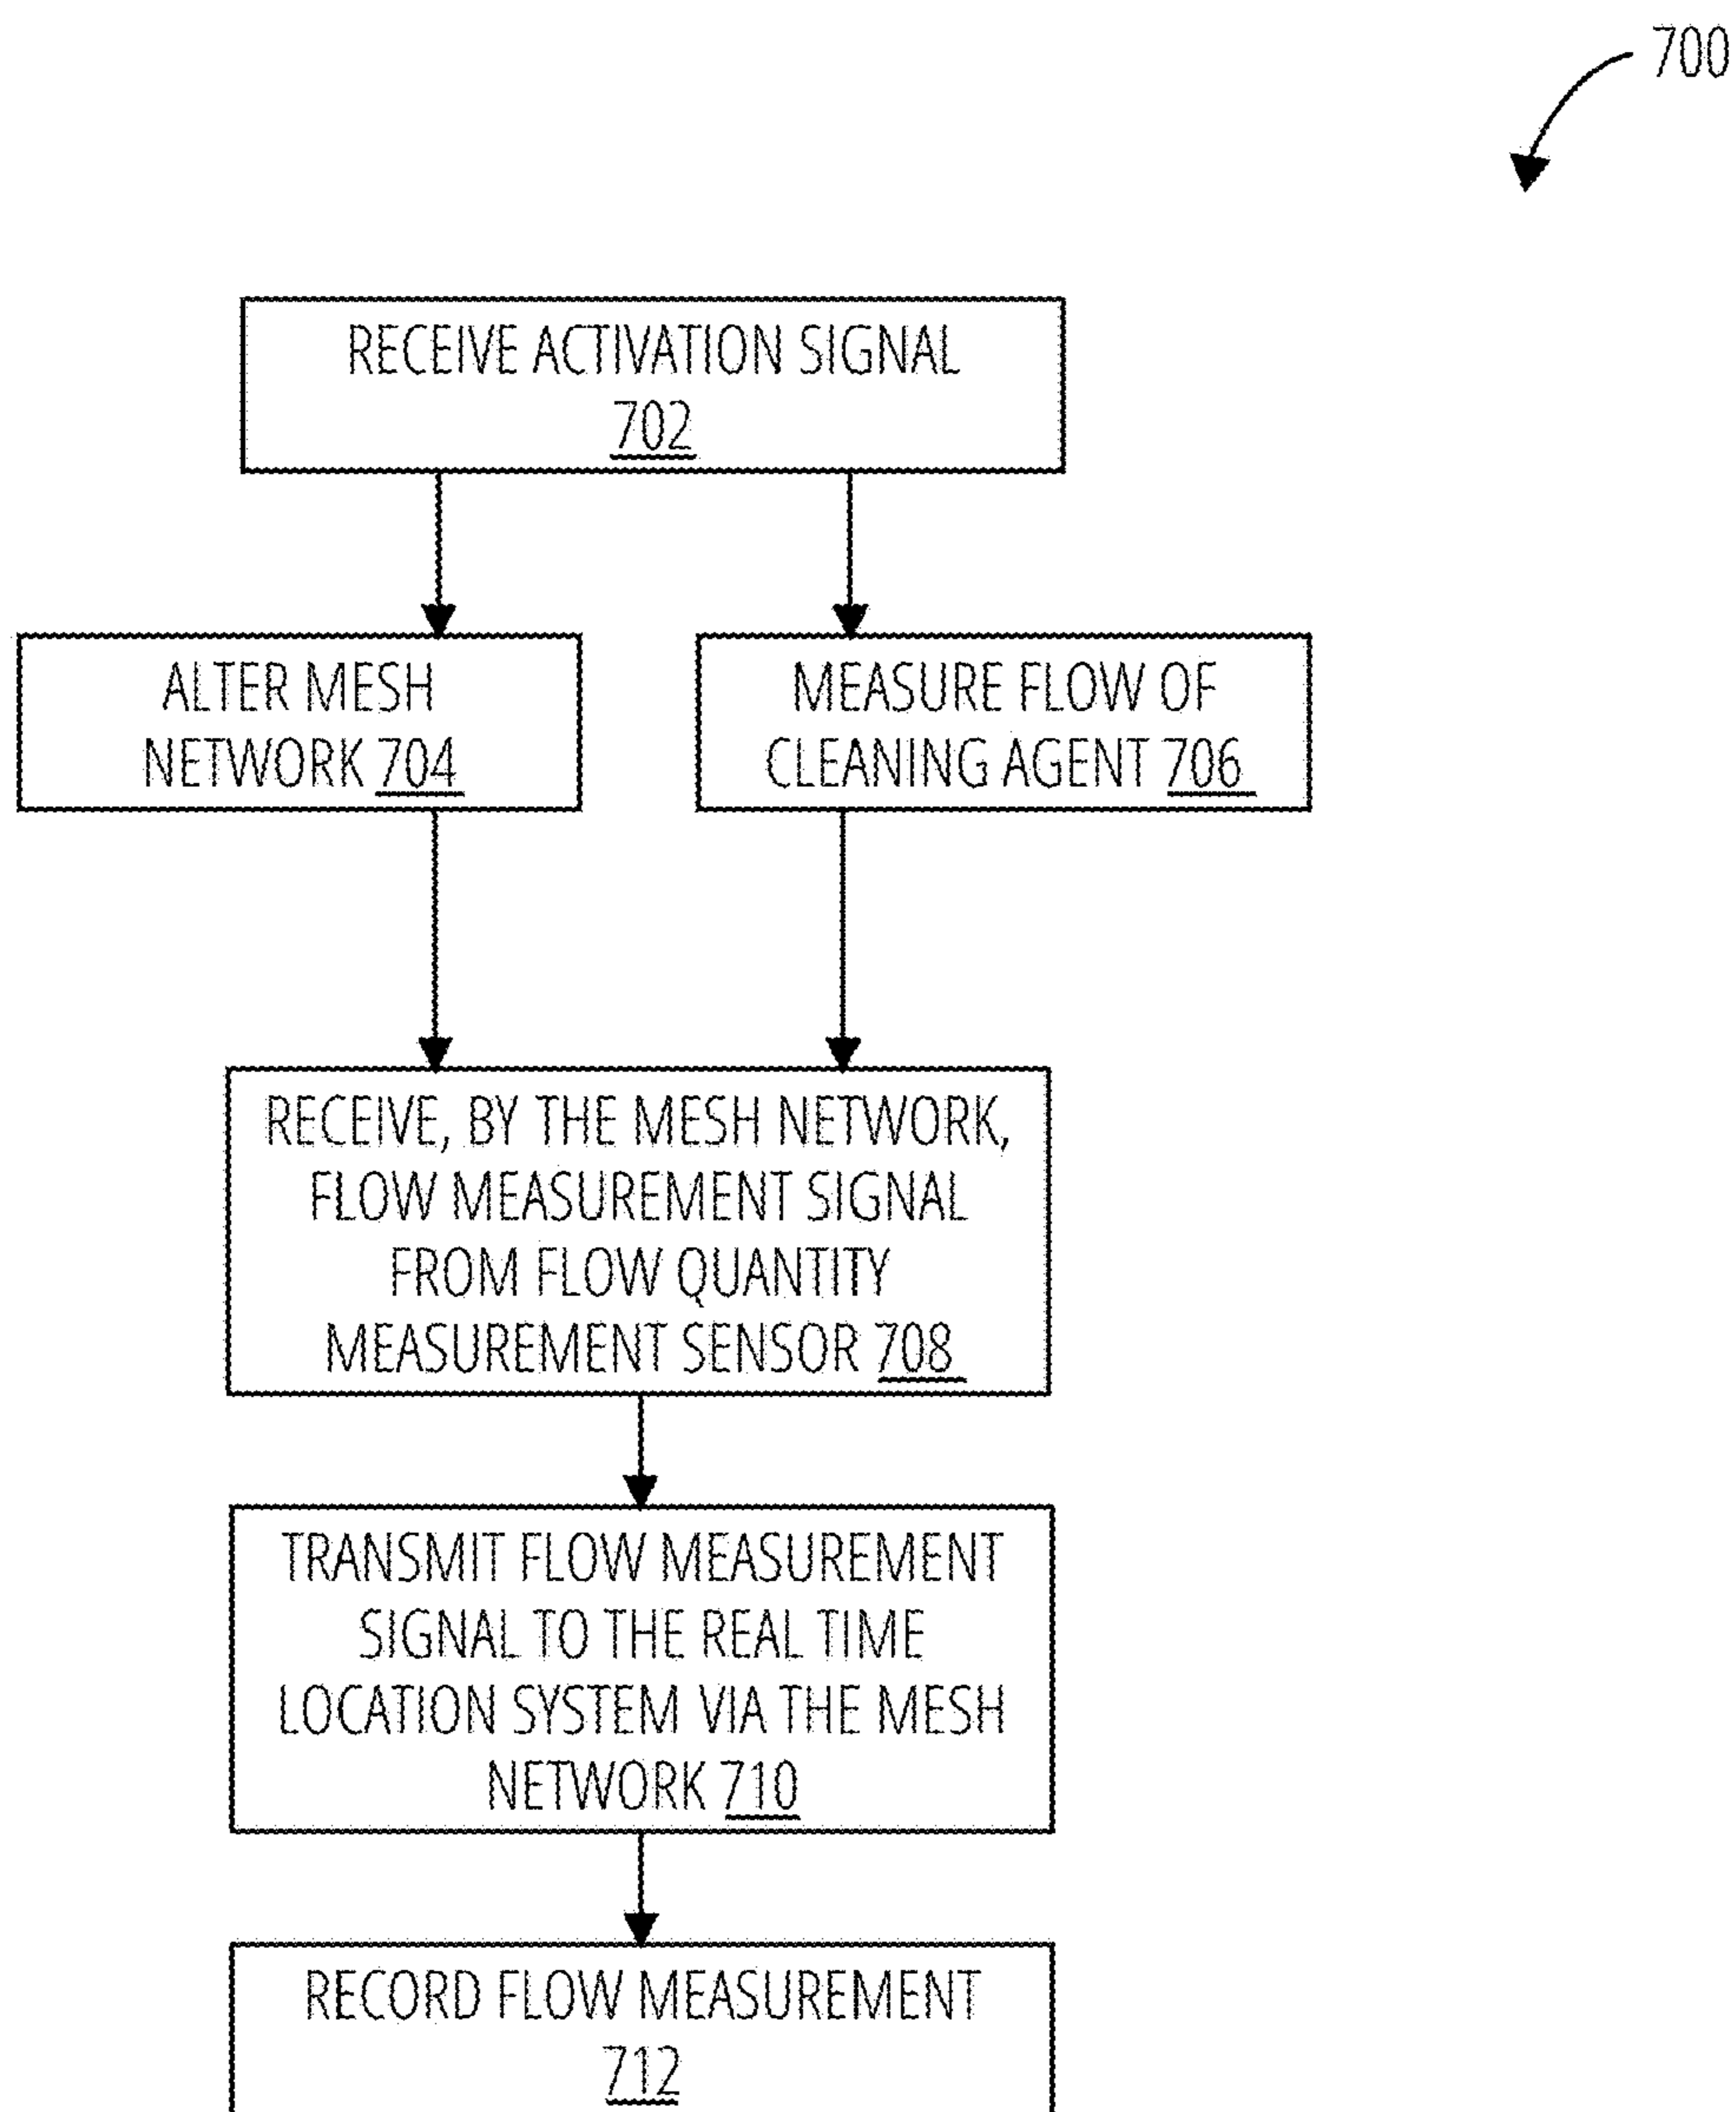 700
RECEIVE ACTIVATION SIGNAL
702
ALTER MESH
NETWORK 704
MEASURE FLOW OF
CLEANING AGENT 706
RECEIVE, BY THE MESH NETWORK,
FLOW MEASUREMENT SIGNAL
FROM FLOW QUANTITY
MEASUREMENT SENSOR 708
TRANSMIT FLOW MEASUREMENT
SIGNAL TO THE REAL TIME
LOCATION SYSTEM VIA THE MESH
NETWORK 710
RECORD FLOW MEASUREMENT
712